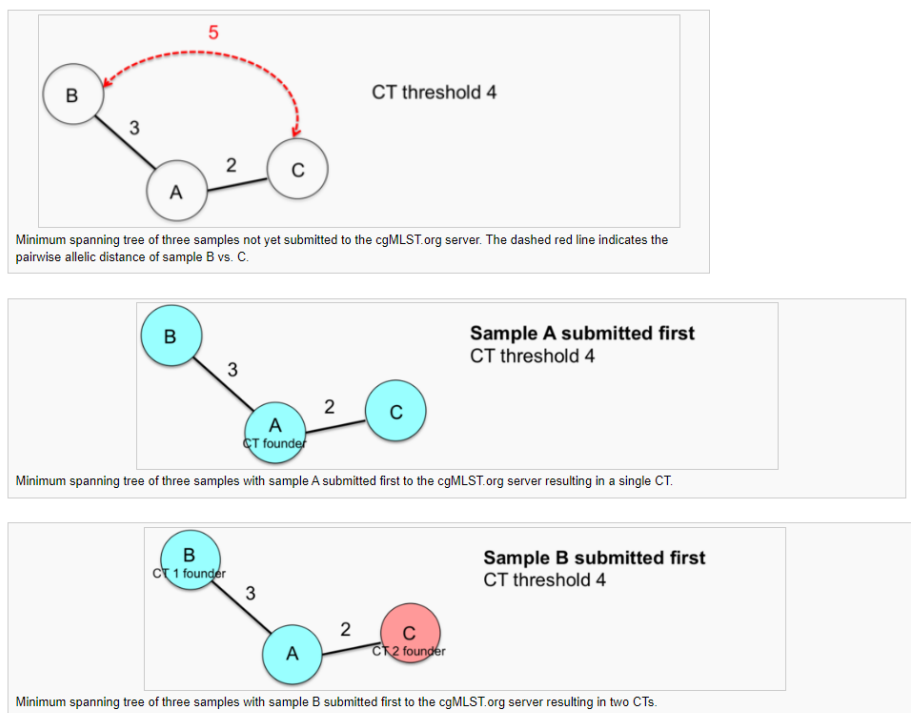 5
B
CT threshold 4
3
2
C
A
Minimum spanning tree of three samples not yet submitted to the cgMLST.org server. The dashed red line indicates the
pairwise allelic distance of sample B vs. C.
B
Sample A submitted first
CT threshold 4
3
2
C
A
CT founder
Minimum spanning tree of three samples with sample A submitted first to the cgMLST.org server resulting in a single CT.
B
CT 1 founder
Sample B submitted first
CT threshold 4
3
2
C
CT 2 founder
A
Minimum spanning tree of three samples with sample B submitted first to the cgMLST.org server resulting in two CTs.